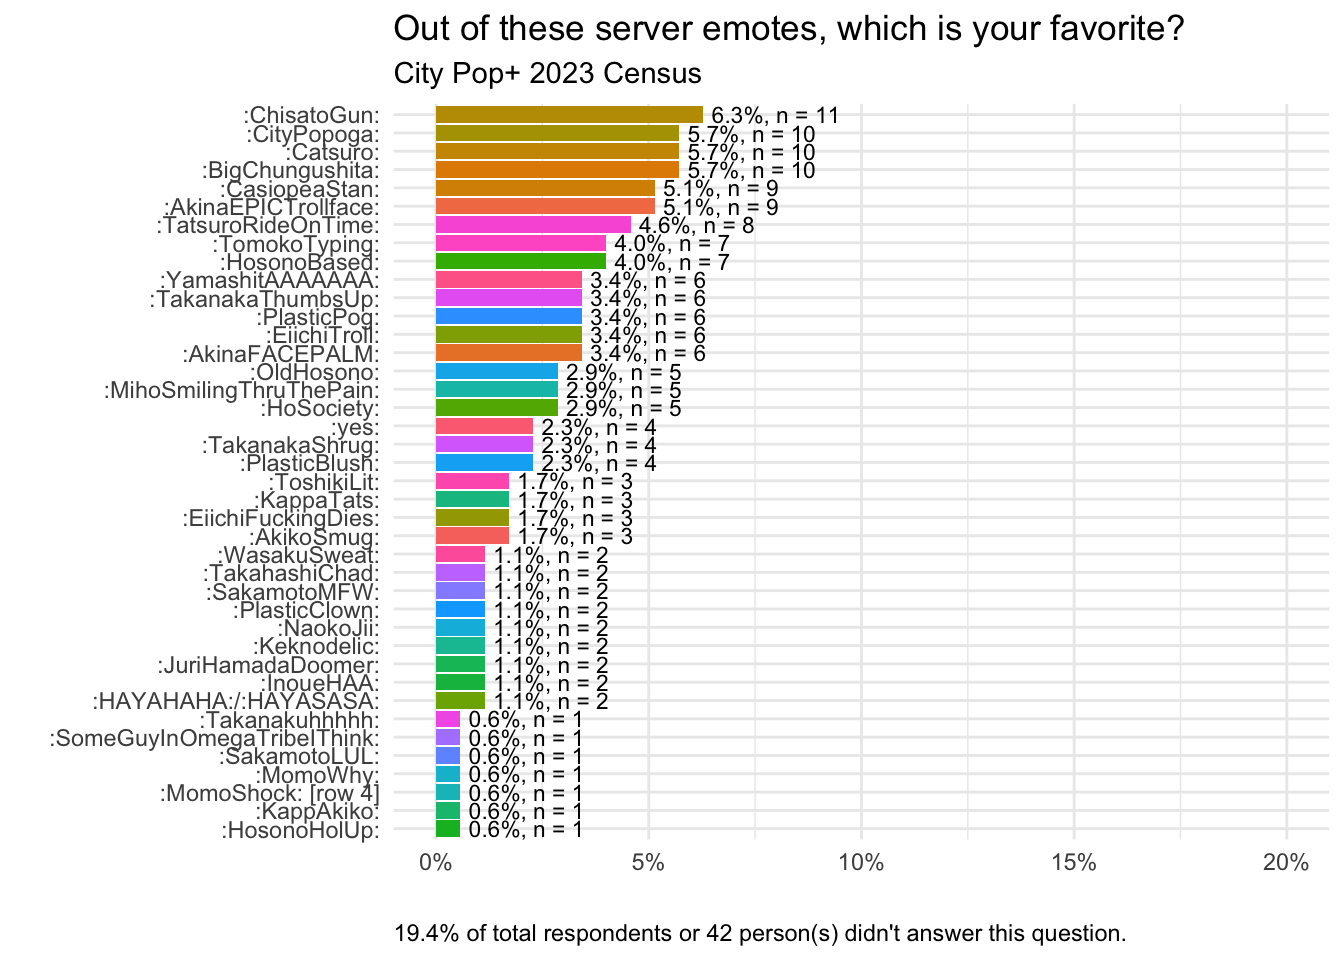 Out of these server emotes, which is your favorite?
City Pop+ 2023 Census
:ChisatoGun: 6.3%, n = 11
:CityPopoga: 5.7%, n = 10
:Catsuro: 5.7%, n = 10
:BigChungushita: 5.7%, n = 10
:CasiopeaStan: 5.1%, n = 9
:AkinaEPICTrollface: 5.1%, n = 9
:TatsuroRideOnTime: 4.6%, n = 8
:TomokoTyping: 4.0%, n = 7
:HosonoBased: 4.0%, n = 7
:YamashitAAAAAAA: 3.4%, n = 6
:TakanakaThumbsUp: 3.4%, n = 6
:PlasticPog: 3.4%, n = 6
:EiichiTroll: 3.4%, n = 6
:AkinaFACEPALM: 3.4%, n = 6
:OldHosono: 2.9%, n = 5
:MihoSmilingThruThePain: 2.9%, n = 5
:HoSociety: 2.9%, n = 5
:yes: 2.3%, n = 4
:TakanakaShrug: 2.3%, n = 4
:PlasticBlush: 2.3%, n = 4
:ToshikiLit: 1.7%, n = 3
:KappaTats: 1.7%, n = 3
:EiichiFuckingDies: 1.7%, n = 3
:AkikoSmug: 1.7%, n = 3
:WasakuSweat: 1.1%, n = 2
:TakahashiChad: 1.1%, n = 2
:SakamotoMFW: 1.1%, n = 2
:PlasticClown: 1.1%, n = 2
:NaokoJii: 1.1%, n = 2
:Keknodelic: 1.1%, n = 2
:JuriHamadaDoomer: 1.1%, n = 2
:InoueHAA: 1.1%, n = 2
:HAYAHAHA:/:HAYASASA: 1.1%, n = 2
:Takanakuhhhhh: 0.6%, n = 1
:SomeGuyInOmegaTribeIThink: 0.6%, n = 1
:SakamotoLUL: 0.6%, n = 1
:MomoWhy: 0.6%, n = 1
:MomoShock: [row 4] 0.6%, n = 1
:KappAkiko: 0.6%, n = 1
:HosonoHolUp: 0.6%, n = 1
0% 5% 10% 15% 20%
19.4% of total respondents or 42 person(s) didn't answer this question.